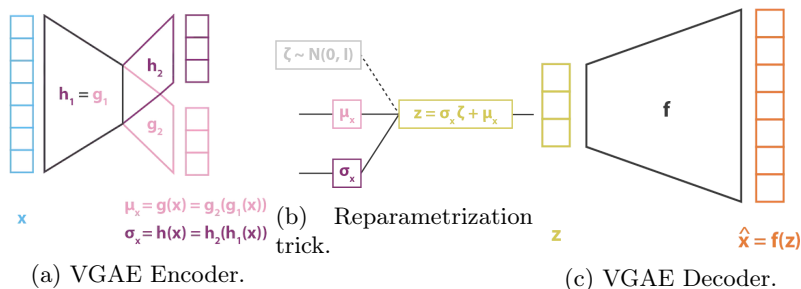 h₂
h₁ = g₁
g₂
x
μₓ = g(x) = g₂(g₁(x))
σₓ = h(x) = h₂(h₁(x))
(a) VGAE Encoder.
ζ ~ N(0, I)
μₓ
z = σₓζ + μₓ
σₓ
(b) Reparametrization
trick.
f
z
x̂ = f(z)
(c) VGAE Decoder.